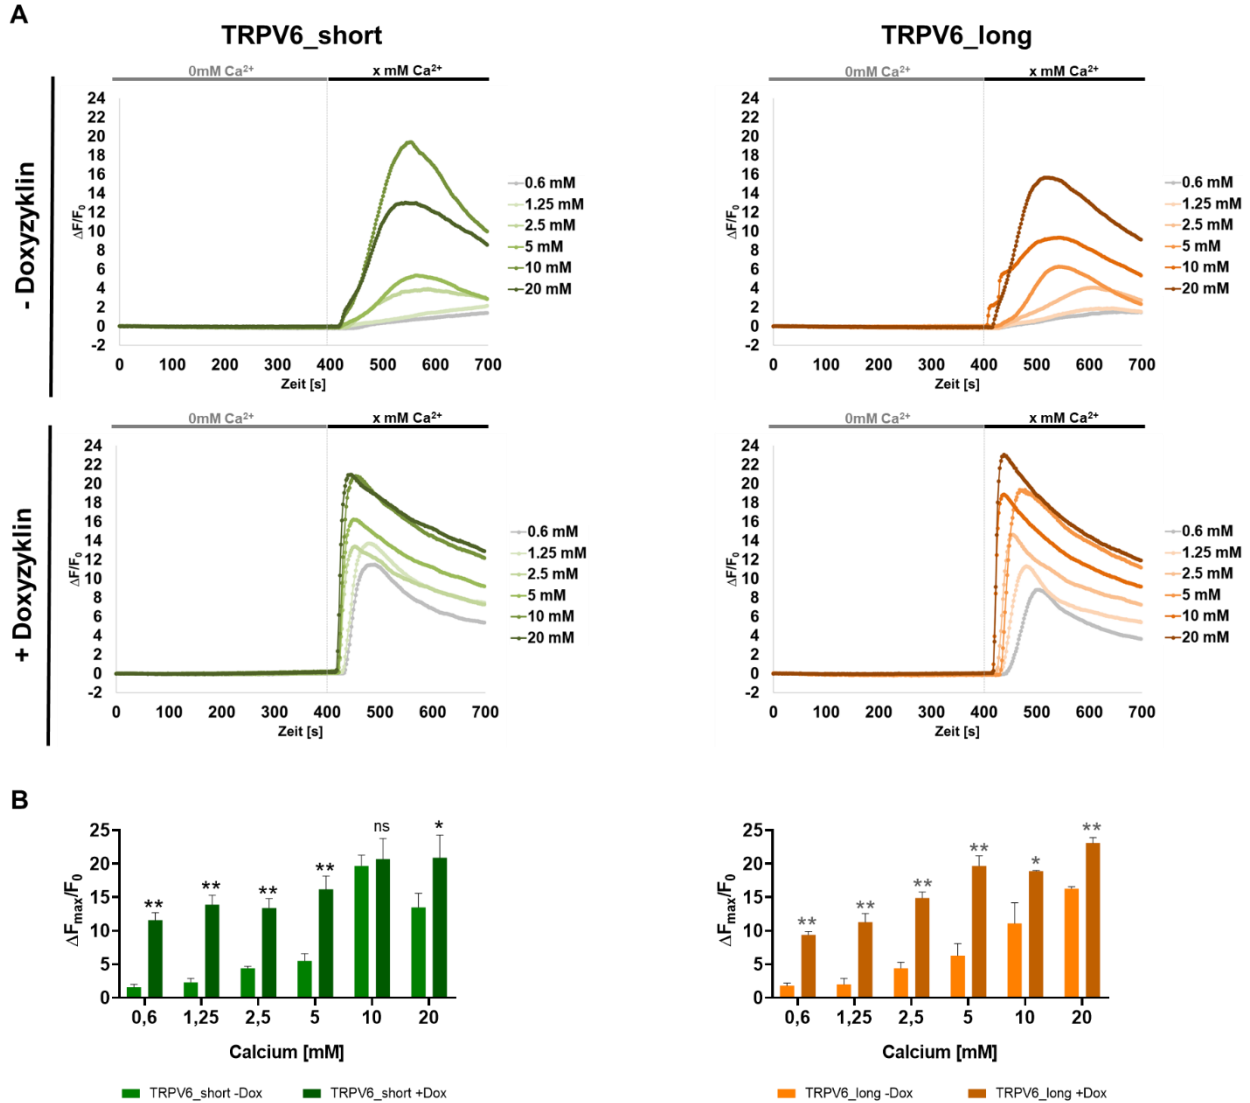 A
TRPV6_short
TRPV6_long
- Doxyzyklin
0mM Ca²⁺
x mM Ca²⁺
ΔF/F₀
24
22
20
18
16
14
12
10
8
6
4
2
0
-2
0 100 200 300 400 500 600 700
Zeit [s]
0.6 mM
1.25 mM
2.5 mM
5 mM
10 mM
20 mM
0mM Ca²⁺
x mM Ca²⁺
ΔF/F₀
24
22
20
18
16
14
12
10
8
6
4
2
0
-2
0 100 200 300 400 500 600 700
Zeit [s]
0.6 mM
1.25 mM
2.5 mM
5 mM
10 mM
20 mM
+ Doxyzyklin
0mM Ca²⁺
x mM Ca²⁺
ΔF/F₀
24
22
20
18
16
14
12
10
8
6
4
2
0
-2
0 100 200 300 400 500 600 700
Zeit [s]
0.6 mM
1.25 mM
2.5 mM
5 mM
10 mM
20 mM
0mM Ca²⁺
x mM Ca²⁺
ΔF/F₀
24
22
20
18
16
14
12
10
8
6
4
2
0
-2
0 100 200 300 400 500 600 700
Zeit [s]
0.6 mM
1.25 mM
2.5 mM
5 mM
10 mM
20 mM
B
ΔFmax/F₀
25
20
15
10
5
0
** ** ** ** ns *
0,6 1,25 2,5 5 10 20
Calcium [mM]
TRPV6_short -Dox
TRPV6_short +Dox
ΔFmax/F₀
25
20
15
10
5
0
** ** ** ** * **
0,6 1,25 2,5 5 10 20
Calcium [mM]
TRPV6_long -Dox
TRPV6_long +Dox